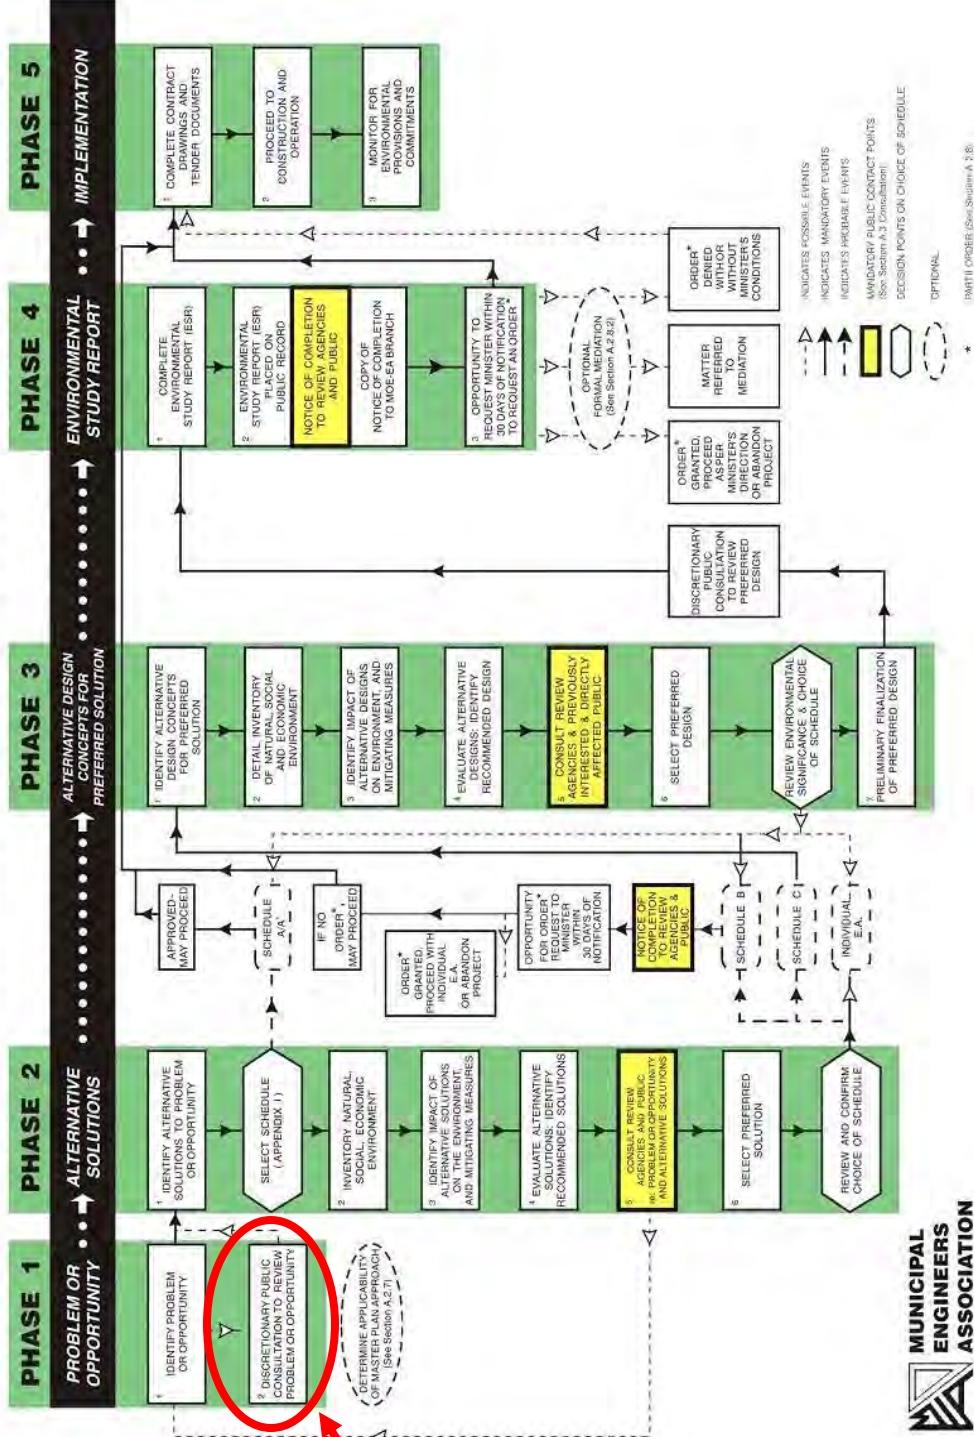 PHASE 1
PROBLEM OR
OPPORTUNITY
1
IDENTIFY PROBLEM
OR OPPORTUNITY
2 DISCRETIONARY PUBLIC
CONSULTATION TO REVIEW
PROBLEM OR OPPORTUNITY
DETERMINE APPLICABILITY
OF MASTER PLAN APPROACH
(See Section A.2.7)
PHASE 2
ALTERNATIVE
SOLUTIONS
1
IDENTIFY ALTERNATIVE
SOLUTIONS TO PROBLEM
OR OPPORTUNITY
SELECT SCHEDULE
(APPENDIX I)
2
INVENTORY NATURAL,
SOCIAL, ECONOMIC
ENVIRONMENT
3
IDENTIFY IMPACT OF
ALTERNATIVE SOLUTIONS
ON THE ENVIRONMENT,
AND MITIGATING MEASURES
4
EVALUATE ALTERNATIVE
SOLUTIONS: IDENTIFY
RECOMMENDED SOLUTIONS
5
CONSULT REVIEW
AGENCIES AND PUBLIC
re: PROBLEM OR OPPORTUNITY
AND ALTERNATIVE SOLUTIONS
6
SELECT PREFERRED
SOLUTION
REVIEW AND CONFIRM
CHOICE OF SCHEDULE
APPROVED-
MAY PROCEED
SCHEDULE
A/A+
IF NO
ORDER*,
MAY PROCEED
ORDER*
GRANTED,
PROCEED WITH
INDIVIDUAL
E.A.
OR ABANDON
PROJECT
OPPORTUNITY
FOR ORDER*
REQUEST TO
MINISTER
WITHIN
30 DAYS OF
NOTIFICATION
NOTICE OF
COMPLETION
TO REVIEW
AGENCIES &
PUBLIC
SCHEDULE B
SCHEDULE C
INDIVIDUAL
E.A.
PHASE 3
ALTERNATIVE DESIGN
CONCEPTS FOR
PREFERRED SOLUTION
1
IDENTIFY ALTERNATIVE
DESIGN CONCEPTS
FOR PREFERRED
SOLUTION
2
DETAIL INVENTORY
OF NATURAL, SOCIAL
AND ECONOMIC
ENVIRONMENT
3
IDENTIFY IMPACT OF
ALTERNATIVE DESIGNS
ON ENVIRONMENT, AND
MITIGATING MEASURES
4
EVALUATE ALTERNATIVE
DESIGNS: IDENTIFY
RECOMMENDED DESIGN
5
CONSULT REVIEW
AGENCIES & PREVIOUSLY
INTERESTED & DIRECTLY
AFFECTED PUBLIC
6
SELECT PREFERRED
DESIGN
REVIEW ENVIRONMENTAL
SIGNIFICANCE & CHOICE
OF SCHEDULE
7
PRELIMINARY FINALIZATION
OF PREFERRED DESIGN
DISCRETIONARY
PUBLIC
CONSULTATION
TO REVIEW
PREFERRED
DESIGN
PHASE 4
ENVIRONMENTAL
STUDY REPORT
1
COMPLETE
ENVIRONMENTAL
STUDY REPORT (ESR)
2
ENVIRONMENTAL
STUDY REPORT (ESR)
PLACED ON
PUBLIC RECORD
NOTICE OF COMPLETION
TO REVIEW AGENCIES
AND PUBLIC
COPY OF
NOTICE OF COMPLETION
TO MOE-EA BRANCH
3
OPPORTUNITY TO
REQUEST MINISTER WITHIN
30 DAYS OF NOTIFICATION
TO REQUEST AN ORDER*
OPTIONAL
FORMAL MEDIATION
(See Section A.2.8.2)
ORDER*
GRANTED,
PROCEED
AS PER
MINISTER'S
DIRECTION
OR ABANDON
PROJECT
MATTER
REFERRED
TO
MEDIATION
ORDER*
DENIED
WITH OR
WITHOUT
MINISTER'S
CONDITIONS
PHASE 5
IMPLEMENTATION
1
COMPLETE CONTRACT
DRAWINGS AND
TENDER DOCUMENTS
2
PROCEED TO
CONSTRUCTION AND
OPERATION
3
MONITOR FOR
ENVIRONMENTAL
PROVISIONS AND
COMMITMENTS
INDICATES POSSIBLE EVENTS
INDICATES MANDATORY EVENTS
INDICATES PROBABLE EVENTS
MANDATORY PUBLIC CONTACT POINTS
(See Section A.3 Consultation)
DECISION POINTS ON CHOICE OF SCHEDULE
OPTIONAL
* PART II ORDER (See Section A.2.8)
MUNICIPAL
ENGINEERS
ASSOCIATION